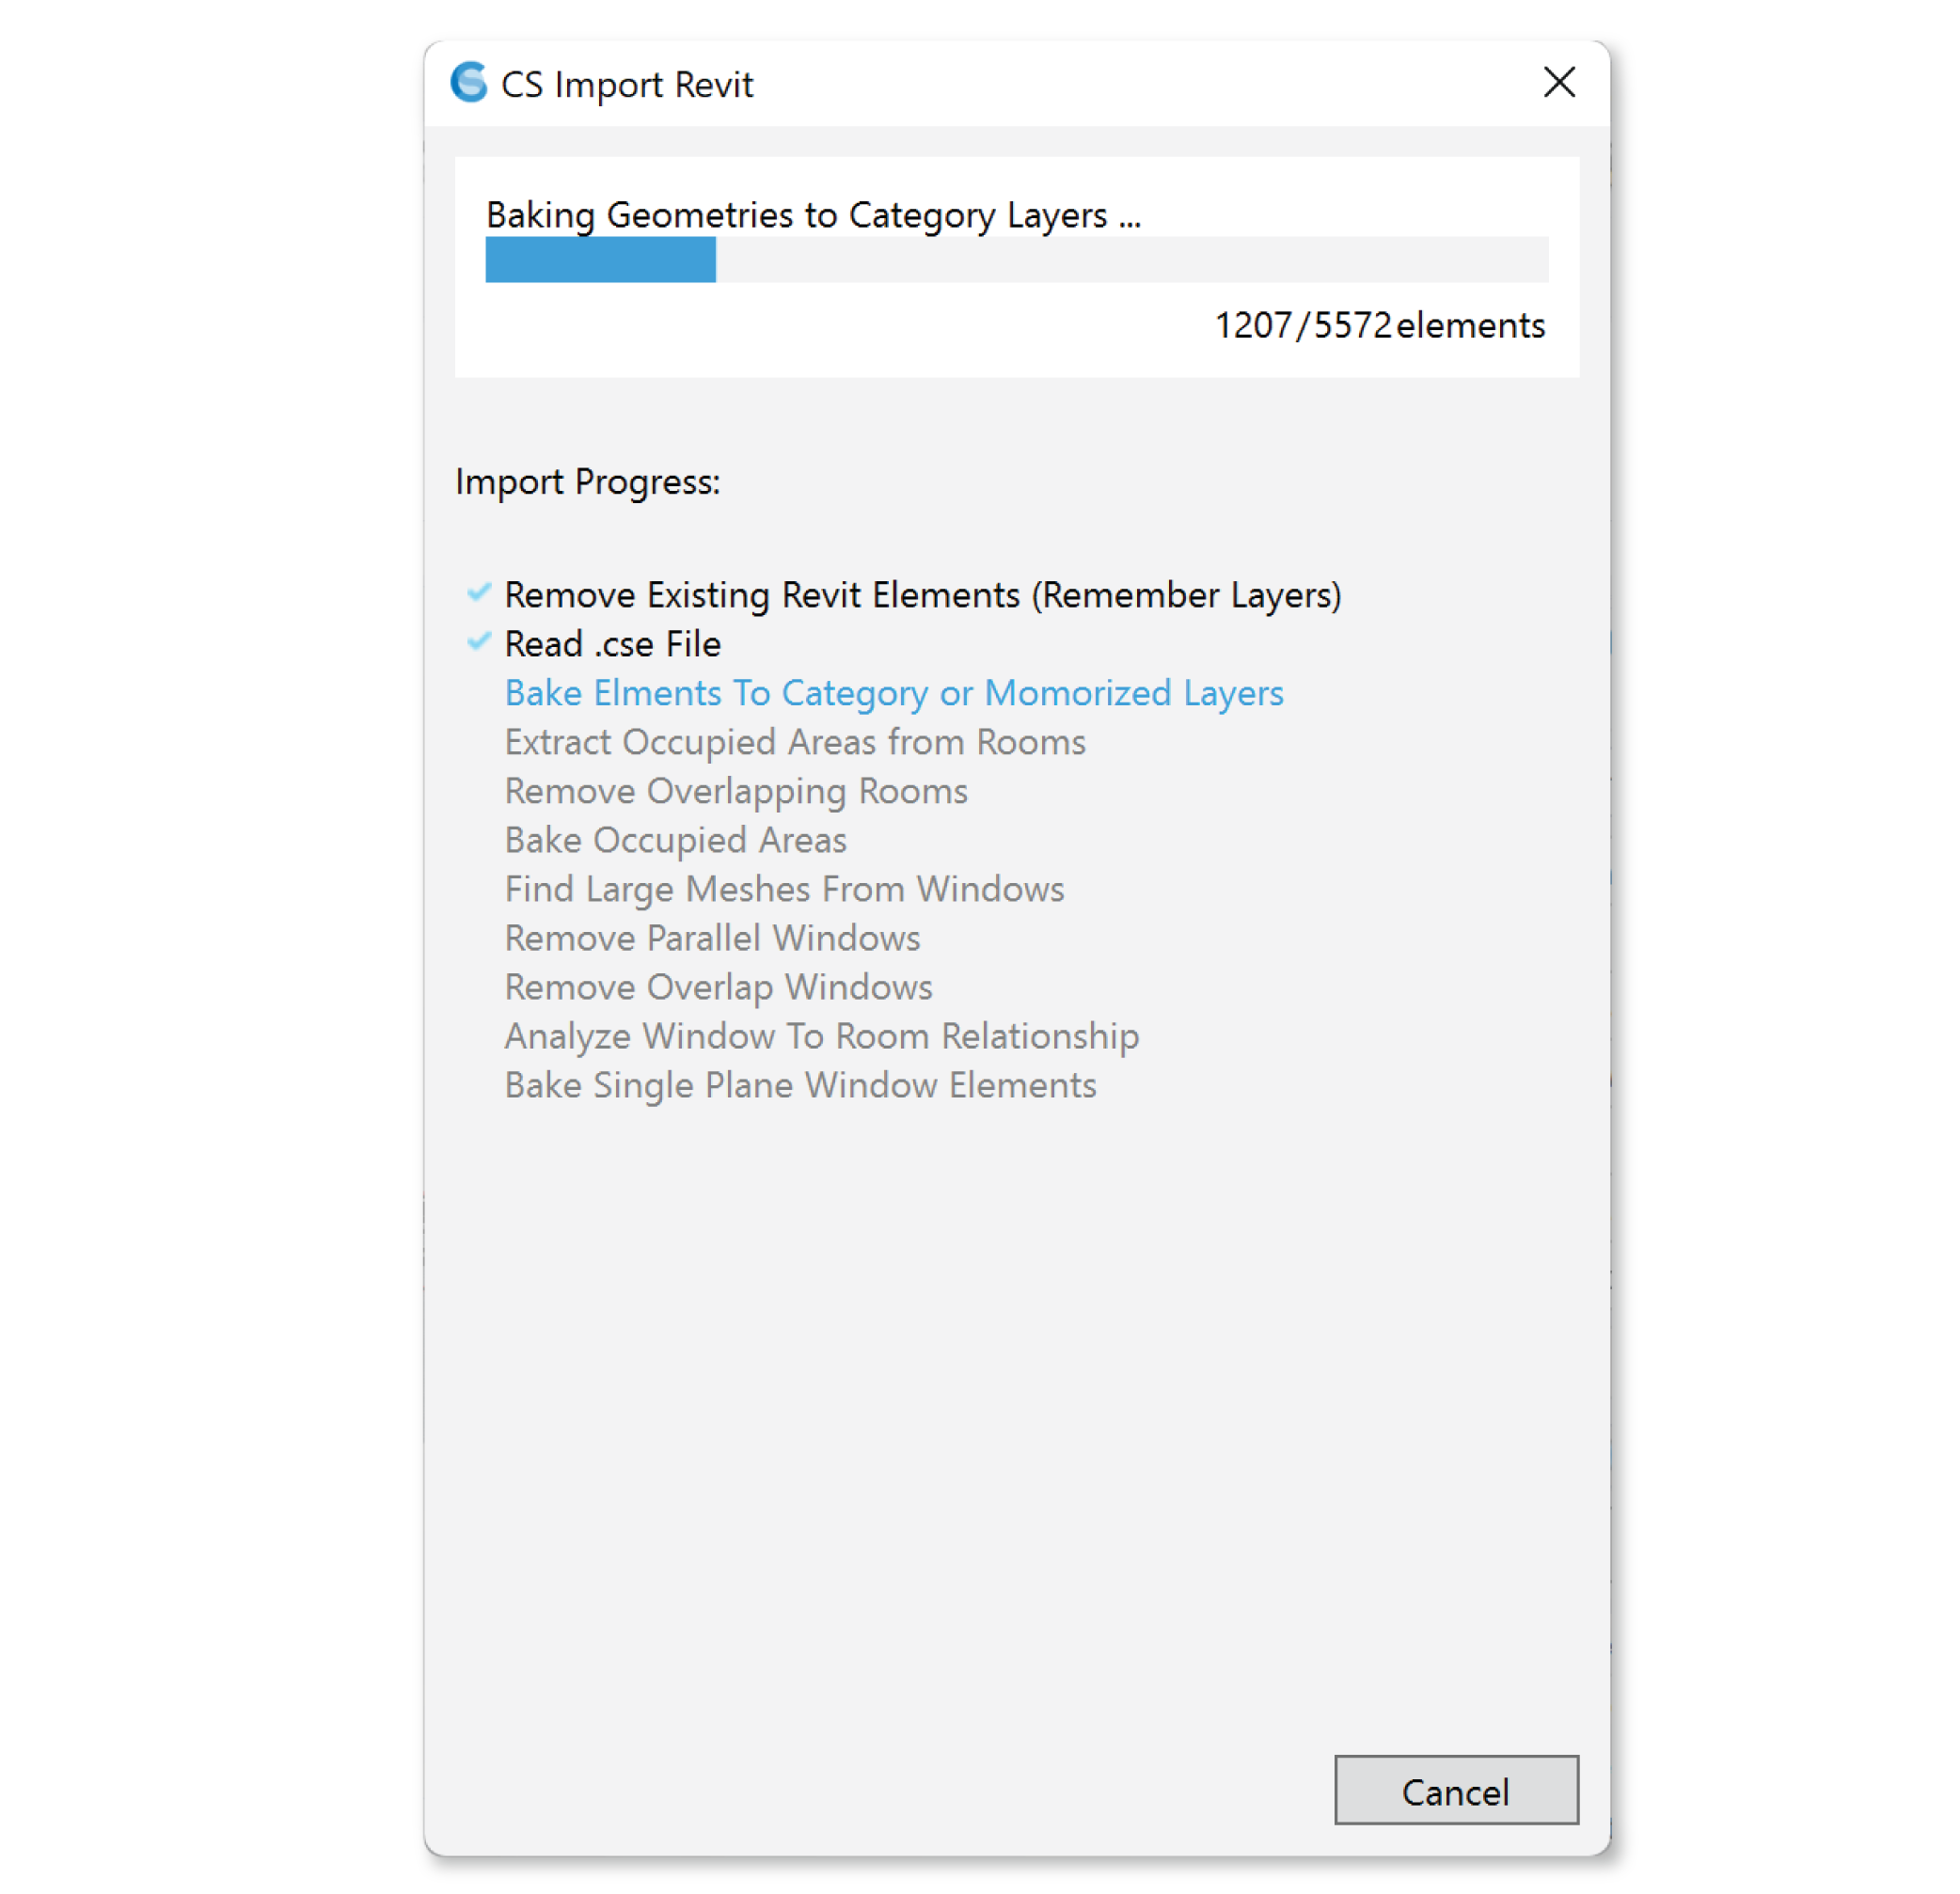 CS Import Revit
Baking Geometries to Category Layers ...
1207/5572 elements
Import Progress:
Remove Existing Revit Elements (Remember Layers)
Read .cse File
Bake Elments To Category or Momorized Layers
Extract Occupied Areas from Rooms
Remove Overlapping Rooms
Bake Occupied Areas
Find Large Meshes From Windows
Remove Parallel Windows
Remove Overlap Windows
Analyze Window To Room Relationship
Bake Single Plane Window Elements
Cancel